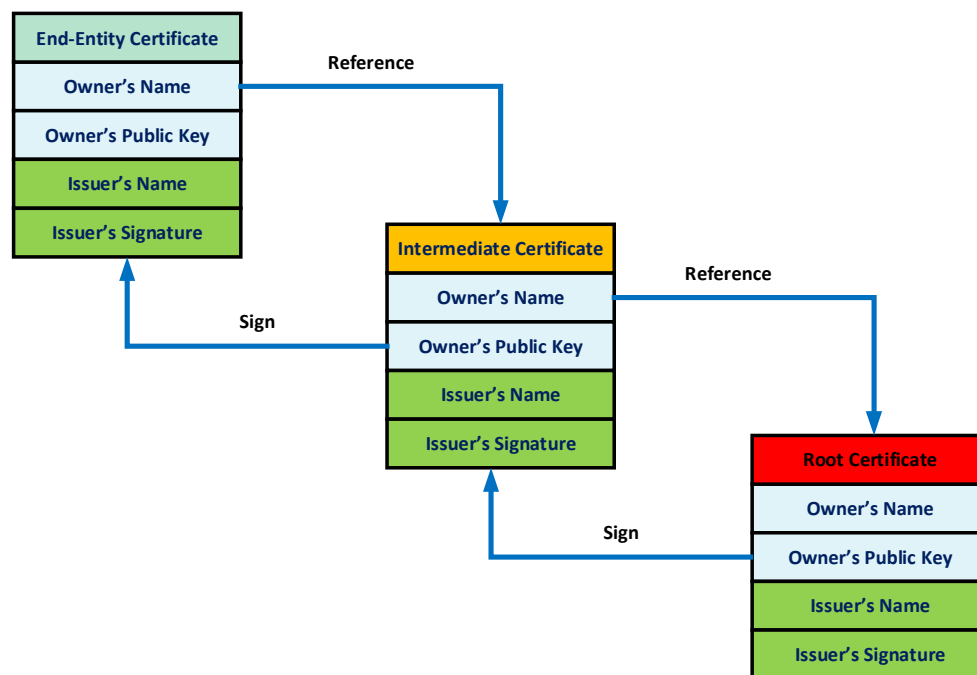 End-Entity Certificate
Owner’s Name
Owner’s Public Key
Issuer’s Name
Issuer’s Signature
Reference
Sign
Intermediate Certificate
Owner’s Name
Owner’s Public Key
Issuer’s Name
Issuer’s Signature
Reference
Sign
Root Certificate
Owner’s Name
Owner’s Public Key
Issuer’s Name
Issuer’s Signature